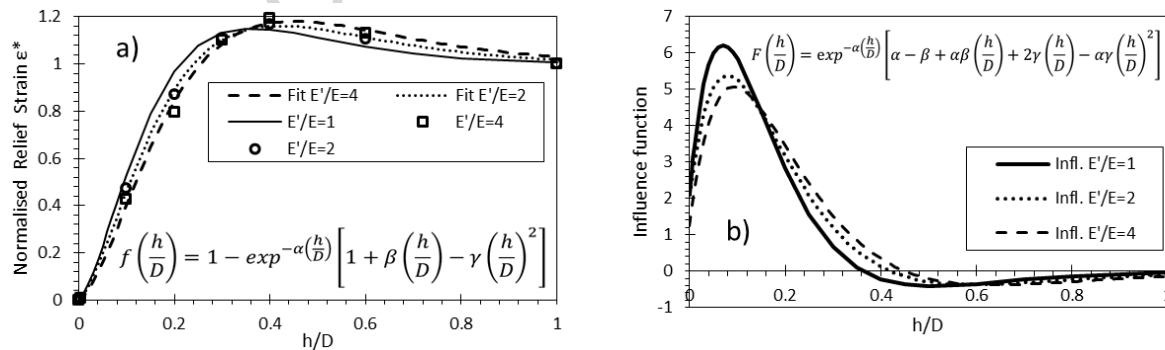 1.2
1
0.8
0.6
0.4
0.2
0
Normalised Relief Strain ε*
a)
Fit E'/E=4
Fit E'/E=2
E'/E=1
E'/E=4
E'/E=2
f(h/D) = 1 − exp^{−α(h/D)} [1 + β(h/D) − γ(h/D)^2]
0 0.2 0.4 0.6 0.8 1
h/D
7
6
5
4
3
2
1
0
-1
Influence function
F(h/D) = exp^{−α(h/D)} [α − β + αβ(h/D) + 2γ(h/D) − αγ(h/D)^2]
Infl. E'/E=1
Infl. E'/E=2
Infl. E'/E=4
b)
0 0.2 0.4 0.6 0.8 1
h/D